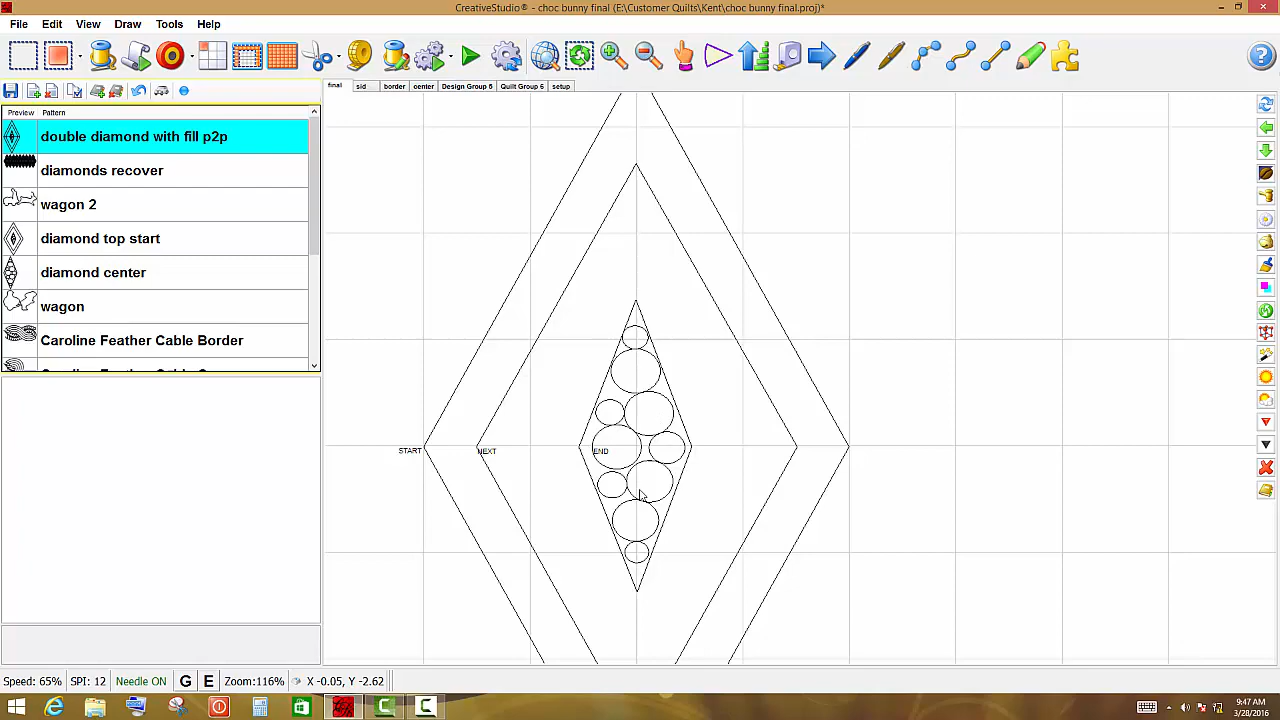 CreativeStudio® - choc bunny final (E:\Customer Quilts\Kent\choc bunny final.proj)*
File Edit View Draw Tools Help
final sid border center Design Group 8 Quilt Group 6 setup
Preview Pattern
double diamond with fill p2p
diamonds recover
wagon 2
diamond top start
diamond center
wagon
Caroline Feather Cable Border
START NEXT END
Speed: 65% SPI: 12 Needle ON G E Zoom:116% X -0.05, Y -2.62
9:47 AM
3/28/2016